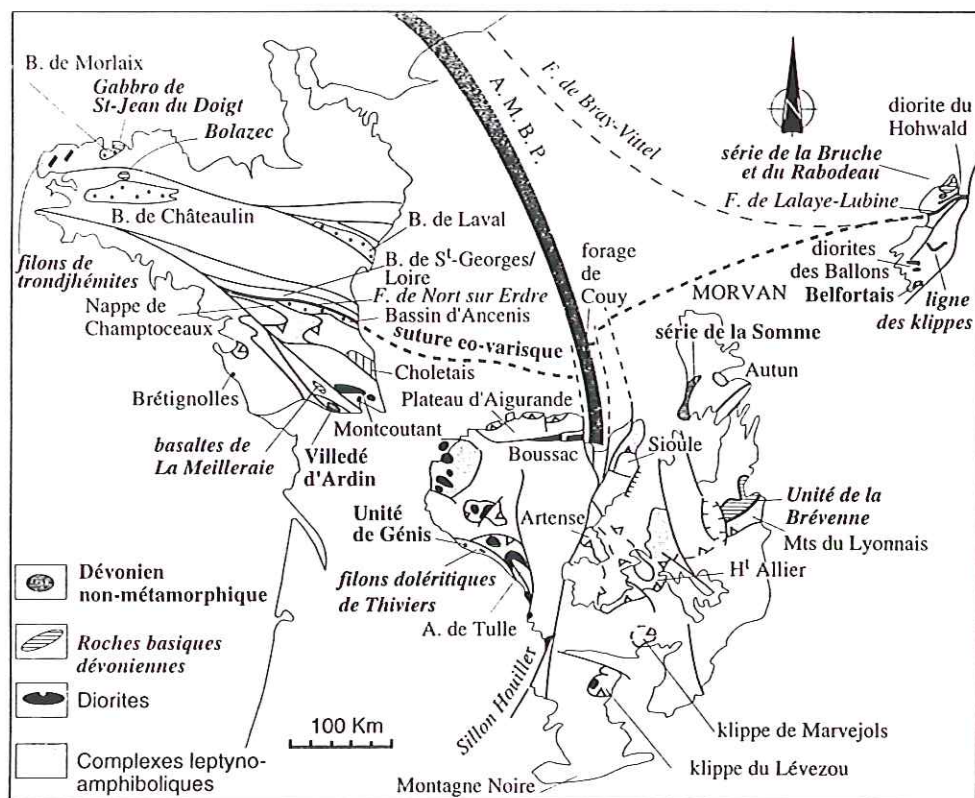 B. de Morlaix
Gabbro de
St-Jean du Doigt
Bolazec
A. M. B. P.
F. de Bray-Vittel
N
diorite du
Hohwald
série de la Bruche
et du Rabodeau
F. de Lalaye-Lubine
B. de Châteaulin
B. de Laval
filons de
trondjhémites
B. de St-Georges/
Loire
Nappe de
Champtoceaux
F. de Nort sur Erdre
Bassin d'Ancenis
forage
de
Couy
diorites
des Ballons
Belfortais
ligne
des klippes
MORVAN
suture éo-varisque
série de la Somme
Choletais
Autun
Brétignolles
Plateau d'Aigurande
Montcoutant
Boussac
Sioule
basaltes de
La Meilleraie
Villedé
d'Ardin
Unité de la
Brévenne
Unité
de Génis
Artense
Mts du Lyonnais
filons doléritiques
de Thiviers
Ht Allier
A. de Tulle
Dévonien
non-métamorphique
Roches basiques
dévoniennes
Diorites
Complexes leptyno-
amphiboliques
100 Km
Sillon Houiller
klippe de Marvejols
klippe du Lévezou
Montagne Noire